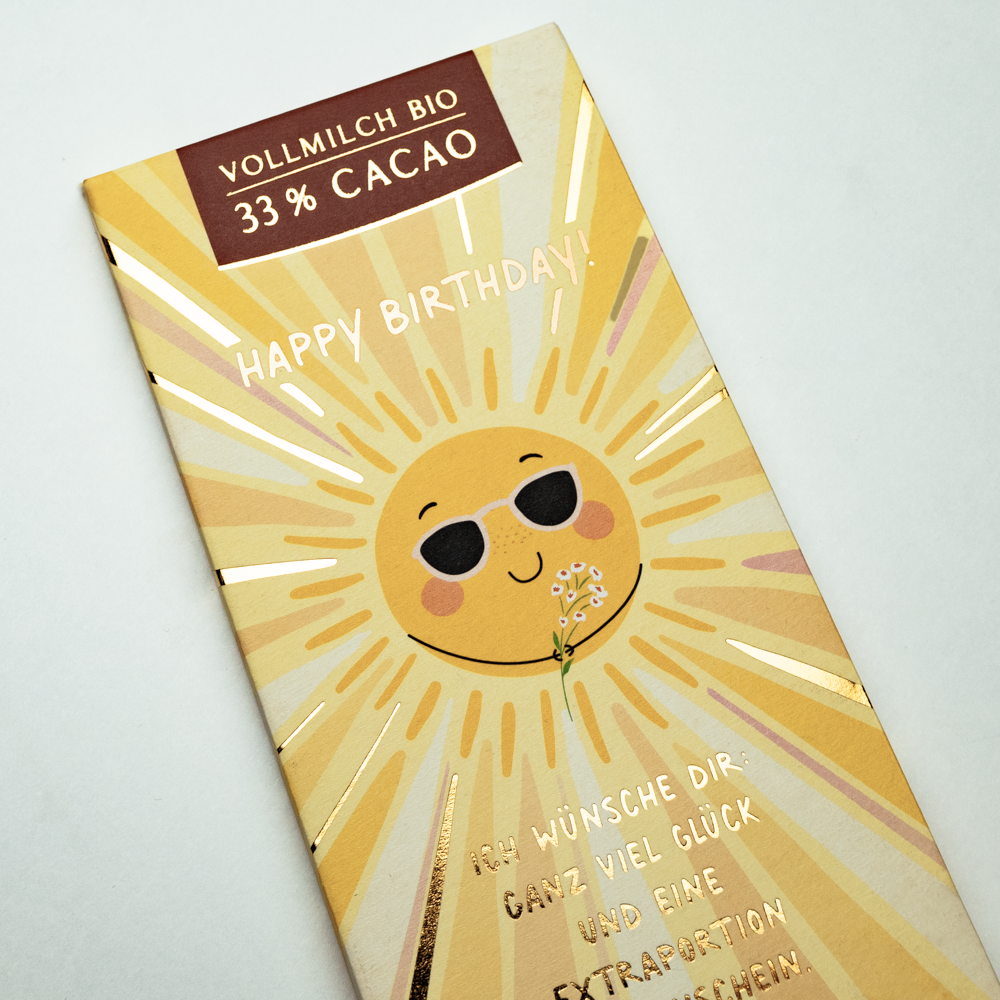 VOLLMILCH BIO
33% CACAO
HAPPY BIRTHDAY!
ICH WÜNSCHE DIR:
GANZ VIEL GLÜCK
UND EINE
EXTRAPORTION